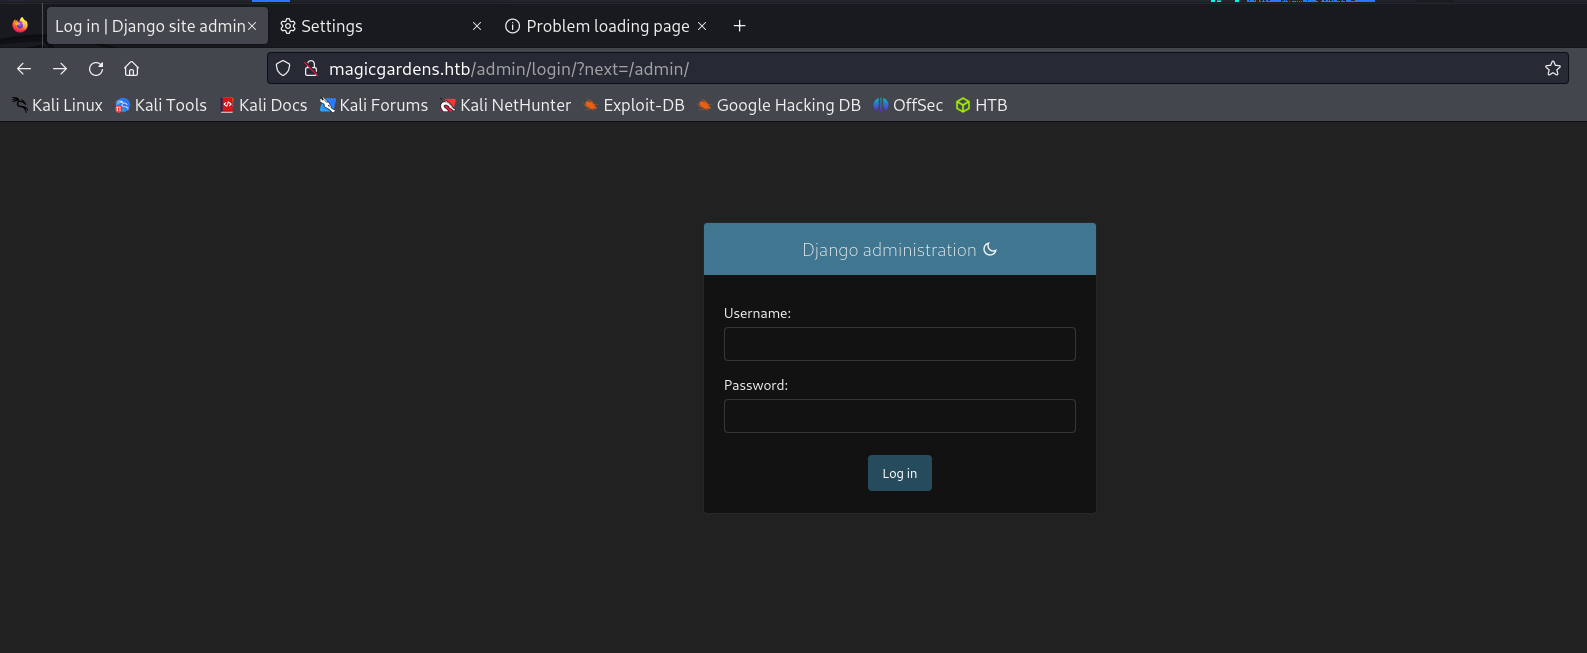 Log in | Django site admin Settings Problem loading page
magicgardens.htb/admin/login/?next=/admin/
Kali Linux Kali Tools Kali Docs Kali Forums Kali NetHunter Exploit-DB Google Hacking DB OffSec HTB
Django administration
Username:
Password:
Log in